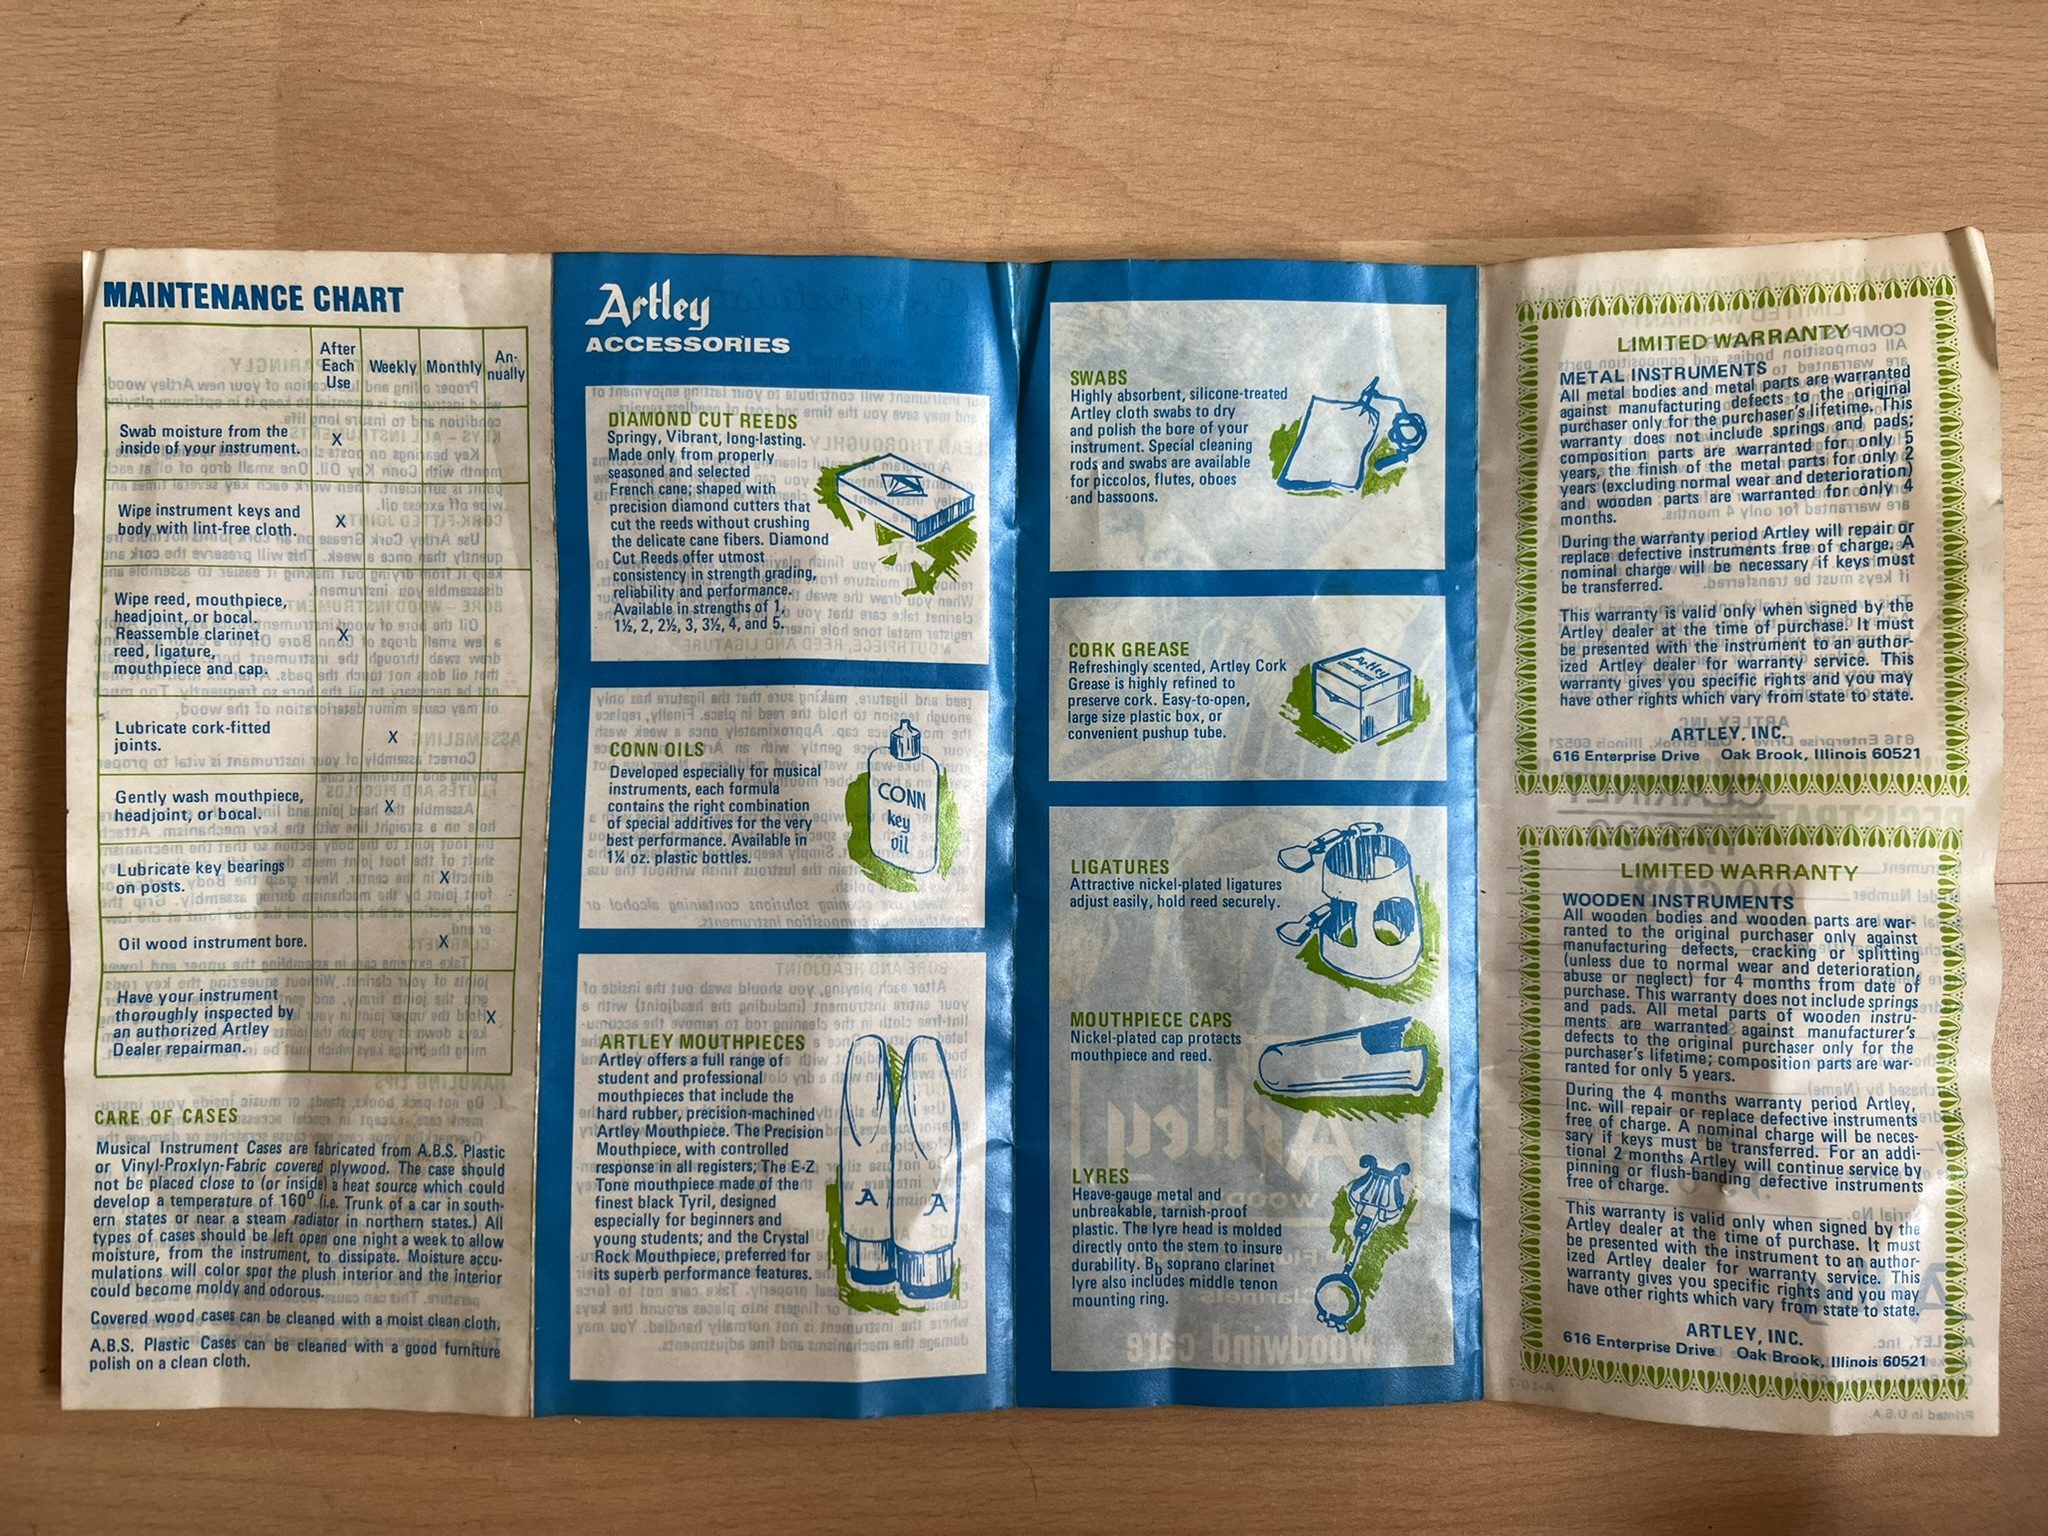 MAINTENANCE CHART
After
Each
Use
Weekly
Monthly
An-
nually
Swab moisture from the
inside of your instrument.
X
Wipe instrument keys and
body with lint-free cloth.
X
Wipe reed, mouthpiece,
headjoint, or bocal.
Reassemble clarinet
reed, ligature,
mouthpiece and cap.
X
Lubricate cork-fitted
joints.
X
Gently wash mouthpiece,
headjoint, or bocal.
X
Lubricate key bearings
on posts.
X
Oil wood instrument bore.
X
Have your instrument
thoroughly inspected by
an authorized Artley
Dealer repairman.
X
CARE OF CASES
Musical Instrument Cases are fabricated from A.B.S. Plastic
or Vinyl-Proxlyn-Fabric covered plywood. The case should
not be placed close to (or inside) a heat source which could
develop a temperature of 160° (i.e. Trunk of a car in south-
ern states or near a steam radiator in northern states.) All
types of cases should be left open one night a week to allow
moisture, from the instrument, to dissipate. Moisture accu-
mulations will color spot the plush interior and the interior
could become moldy and odorous.
Covered wood cases can be cleaned with a moist clean cloth.
A.B.S. Plastic Cases can be cleaned with a good furniture
polish on a clean cloth.
Artley
ACCESSORIES
DIAMOND CUT REEDS
Springy, Vibrant, long-lasting.
Made only from properly
seasoned and selected
French cane; shaped with
precision diamond cutters that
cut the reeds without crushing
the delicate cane fibers. Diamond
Cut Reeds offer utmost
consistency in strength grading,
reliability and performance.
Available in strengths of 1,
1½, 2, 2½, 3, 3½, 4, and 5.
CONN OILS
Developed especially for musical
instruments, each formula
contains the right combination
of special additives for the very
best performance. Available in
1¼ oz. plastic bottles.
CONN
key
oil
ARTLEY MOUTHPIECES
Artley offers a full range of
student and professional
mouthpieces that include the
hard rubber, precision-machined
Artley Mouthpiece. The Precision
Mouthpiece, with controlled
response in all registers; The E-Z
Tone mouthpiece made of the
finest black Tyril, designed
especially for beginners and
young students; and the Crystal
Rock Mouthpiece, preferred for
its superb performance features.
A
A
SWABS
Highly absorbent, silicone-treated
Artley cloth swabs to dry
and polish the bore of your
instrument. Special cleaning
rods and swabs are available
for piccolos, flutes, oboes
and bassoons.
CORK GREASE
Refreshingly scented, Artley Cork
Grease is highly refined to
preserve cork. Easy-to-open,
large size plastic box, or
convenient pushup tube.
Artley
LIGATURES
Attractive nickel-plated ligatures
adjust easily, hold reed securely.
MOUTHPIECE CAPS
Nickel-plated cap protects
mouthpiece and reed.
LYRES
Heave-gauge metal and
unbreakable, tarnish-proof
plastic. The lyre head is molded
directly onto the stem to insure
durability. Bb soprano clarinet
lyre also includes middle tenon
mounting ring.
LIMITED WARRANTY
METAL INSTRUMENTS
All metal bodies and metal parts are warranted
against manufacturing defects to the original
purchaser only for the purchaser's lifetime. This
warranty does not include springs and pads;
composition parts are warranted for only 5
years, the finish of the metal parts for only 2
years (excluding normal wear and deterioration)
and wooden parts are warranted for only 4
months.
During the warranty period Artley will repair or
replace defective instruments free of charge. A
nominal charge will be necessary if keys must
be transferred.
This warranty is valid only when signed by the
Artley dealer at the time of purchase. It must
be presented with the instrument to an author-
ized Artley dealer for warranty service. This
warranty gives you specific rights and you may
have other rights which vary from state to state.
ARTLEY, INC.
616 Enterprise Drive Oak Brook, Illinois 60521
LIMITED WARRANTY
WOODEN INSTRUMENTS
All wooden bodies and wooden parts are war-
ranted to the original purchaser only against
manufacturing defects, cracking or splitting
(unless due to normal wear and deterioration,
abuse or neglect) for 4 months from date of
purchase. This warranty does not include springs
and pads. All metal parts of wooden instru-
ments are warranted against manufacturer's
defects to the original purchaser only for the
purchaser's lifetime; composition parts are war-
ranted for only 5 years.
During the 4 months warranty period Artley,
Inc. will repair or replace defective instruments
free of charge. A nominal charge will be neces-
sary if keys must be transferred. For an addi-
tional 2 months Artley will continue service by
pinning or flush-banding defective instruments
free of charge.
This warranty is valid only when signed by the
Artley dealer at the time of purchase. It must
be presented with the instrument to an author-
ized Artley dealer for warranty service. This
warranty gives you specific rights and you may
have other rights which vary from state to state.
ARTLEY, INC.
616 Enterprise Drive Oak Brook, Illinois 60521